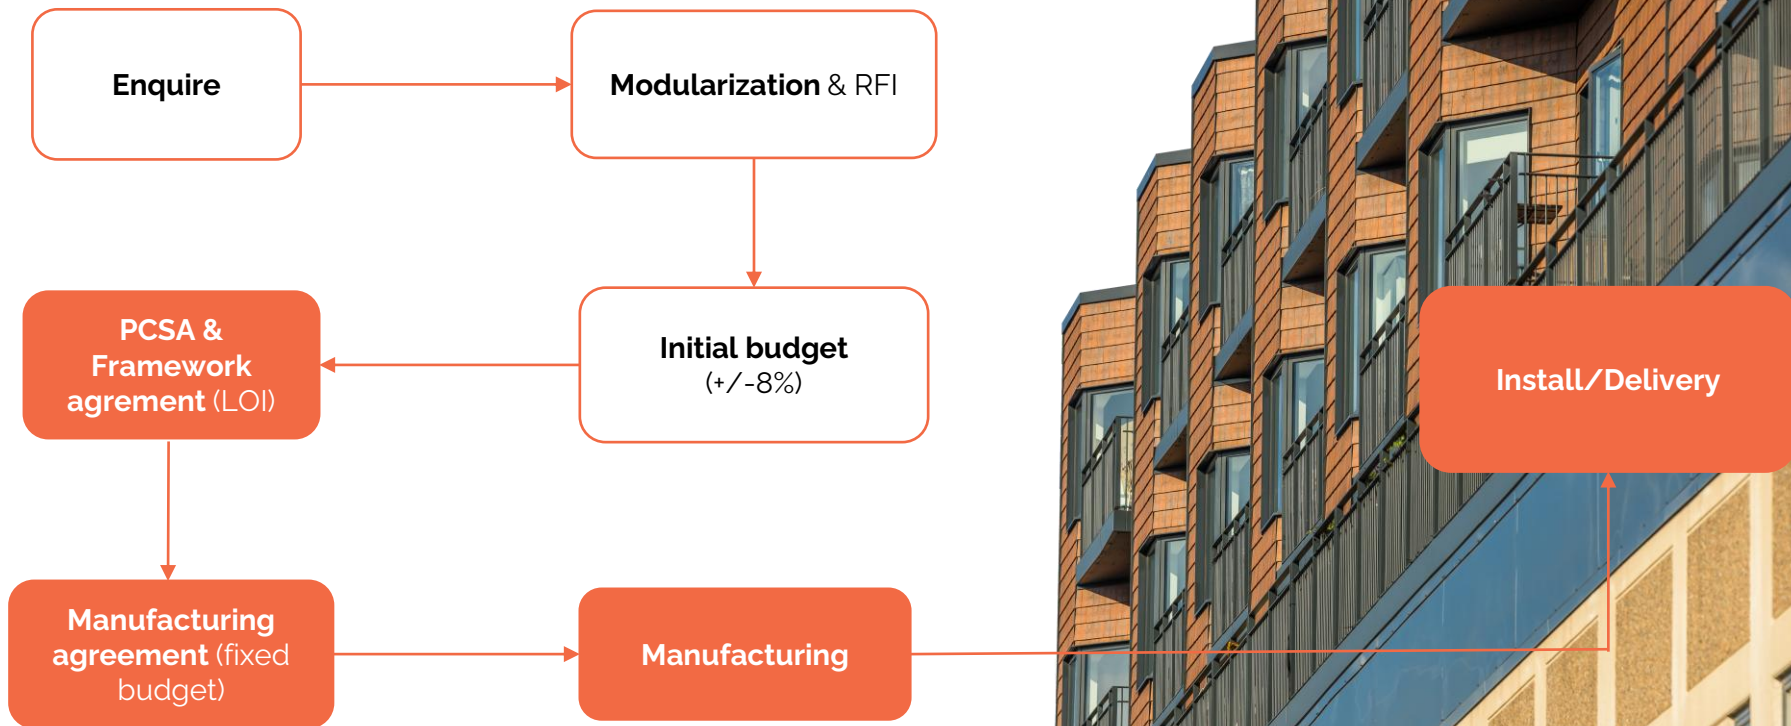 Enquire
Modularization & RFI
Initial budget
(+/-8%)
PCSA &
Framework
agrement (LOI)
Manufacturing
agreement (fixed
budget)
Manufacturing
Install/Delivery